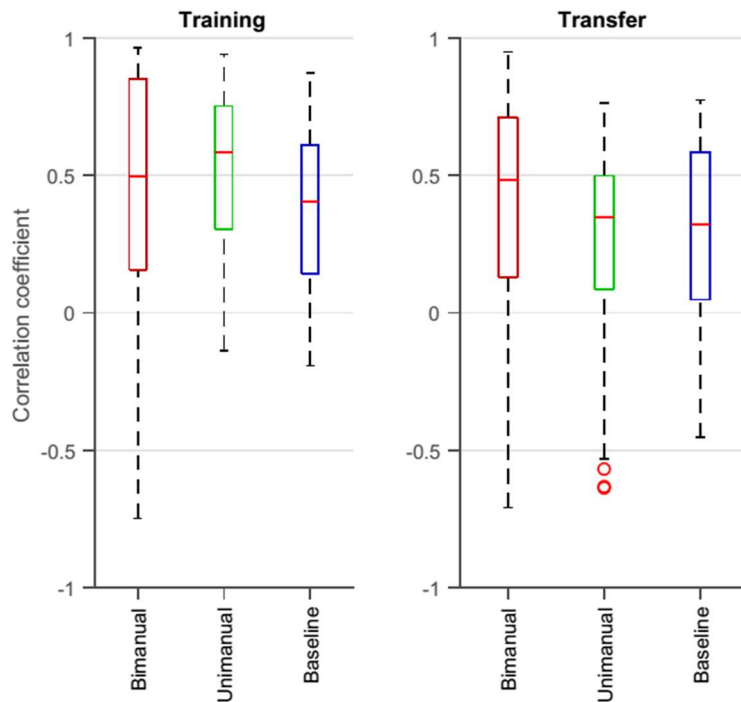 Training
Correlation coefficient
1
0.5
0
-0.5
-1
Bimanual
Unimanual
Baseline
Transfer
1
0.5
0
-0.5
-1
Bimanual
Unimanual
Baseline